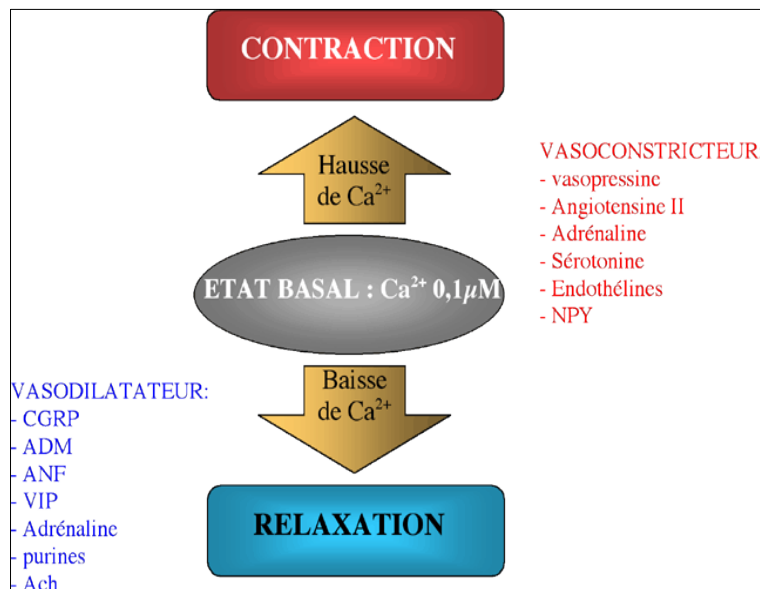 CONTRACTION
Hausse
de Ca²⁺
VASOCONSTRICTEUR
- vasopressine
- Angiotensine II
- Adrénaline
- Sérotonine
- Endothélines
- NPY
ETAT BASAL : Ca²⁺ 0,1µM
Baisse
de Ca²⁺
VASODILATATEUR:
- CGRP
- ADM
- ANF
- VIP
- Adrénaline
- purines
- Ach
RELAXATION